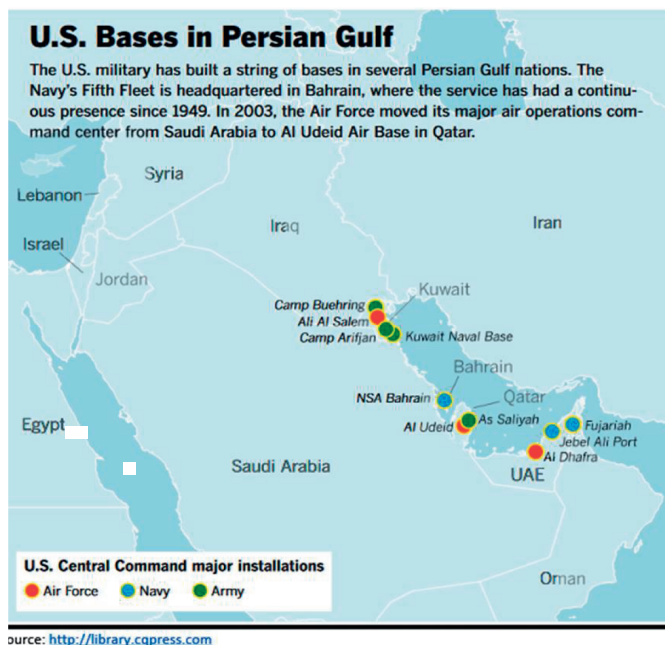 U.S. Bases in Persian Gulf
The U.S. military has built a string of bases in several Persian Gulf nations. The
Navy's Fifth Fleet is headquartered in Bahrain, where the service has had a continu-
ous presence since 1949. In 2003, the Air Force moved its major air operations com-
mand center from Saudi Arabia to Al Udeid Air Base in Qatar.
Syria
Lebanon
Iraq
Iran
Israel
Jordan
Kuwait
Camp Buehring
Ali Al Salem
Camp Arifjan
Kuwait Naval Base
Bahrain
NSA Bahrain
Qatar
As Saliyah
Al Udeid
Fujariah
Jebel Ali Port
Al Dhafra
Egypt
Saudi Arabia
UAE
Oman
U.S. Central Command major installations
Air Force Navy Army
ource: http://library.cqpress.com